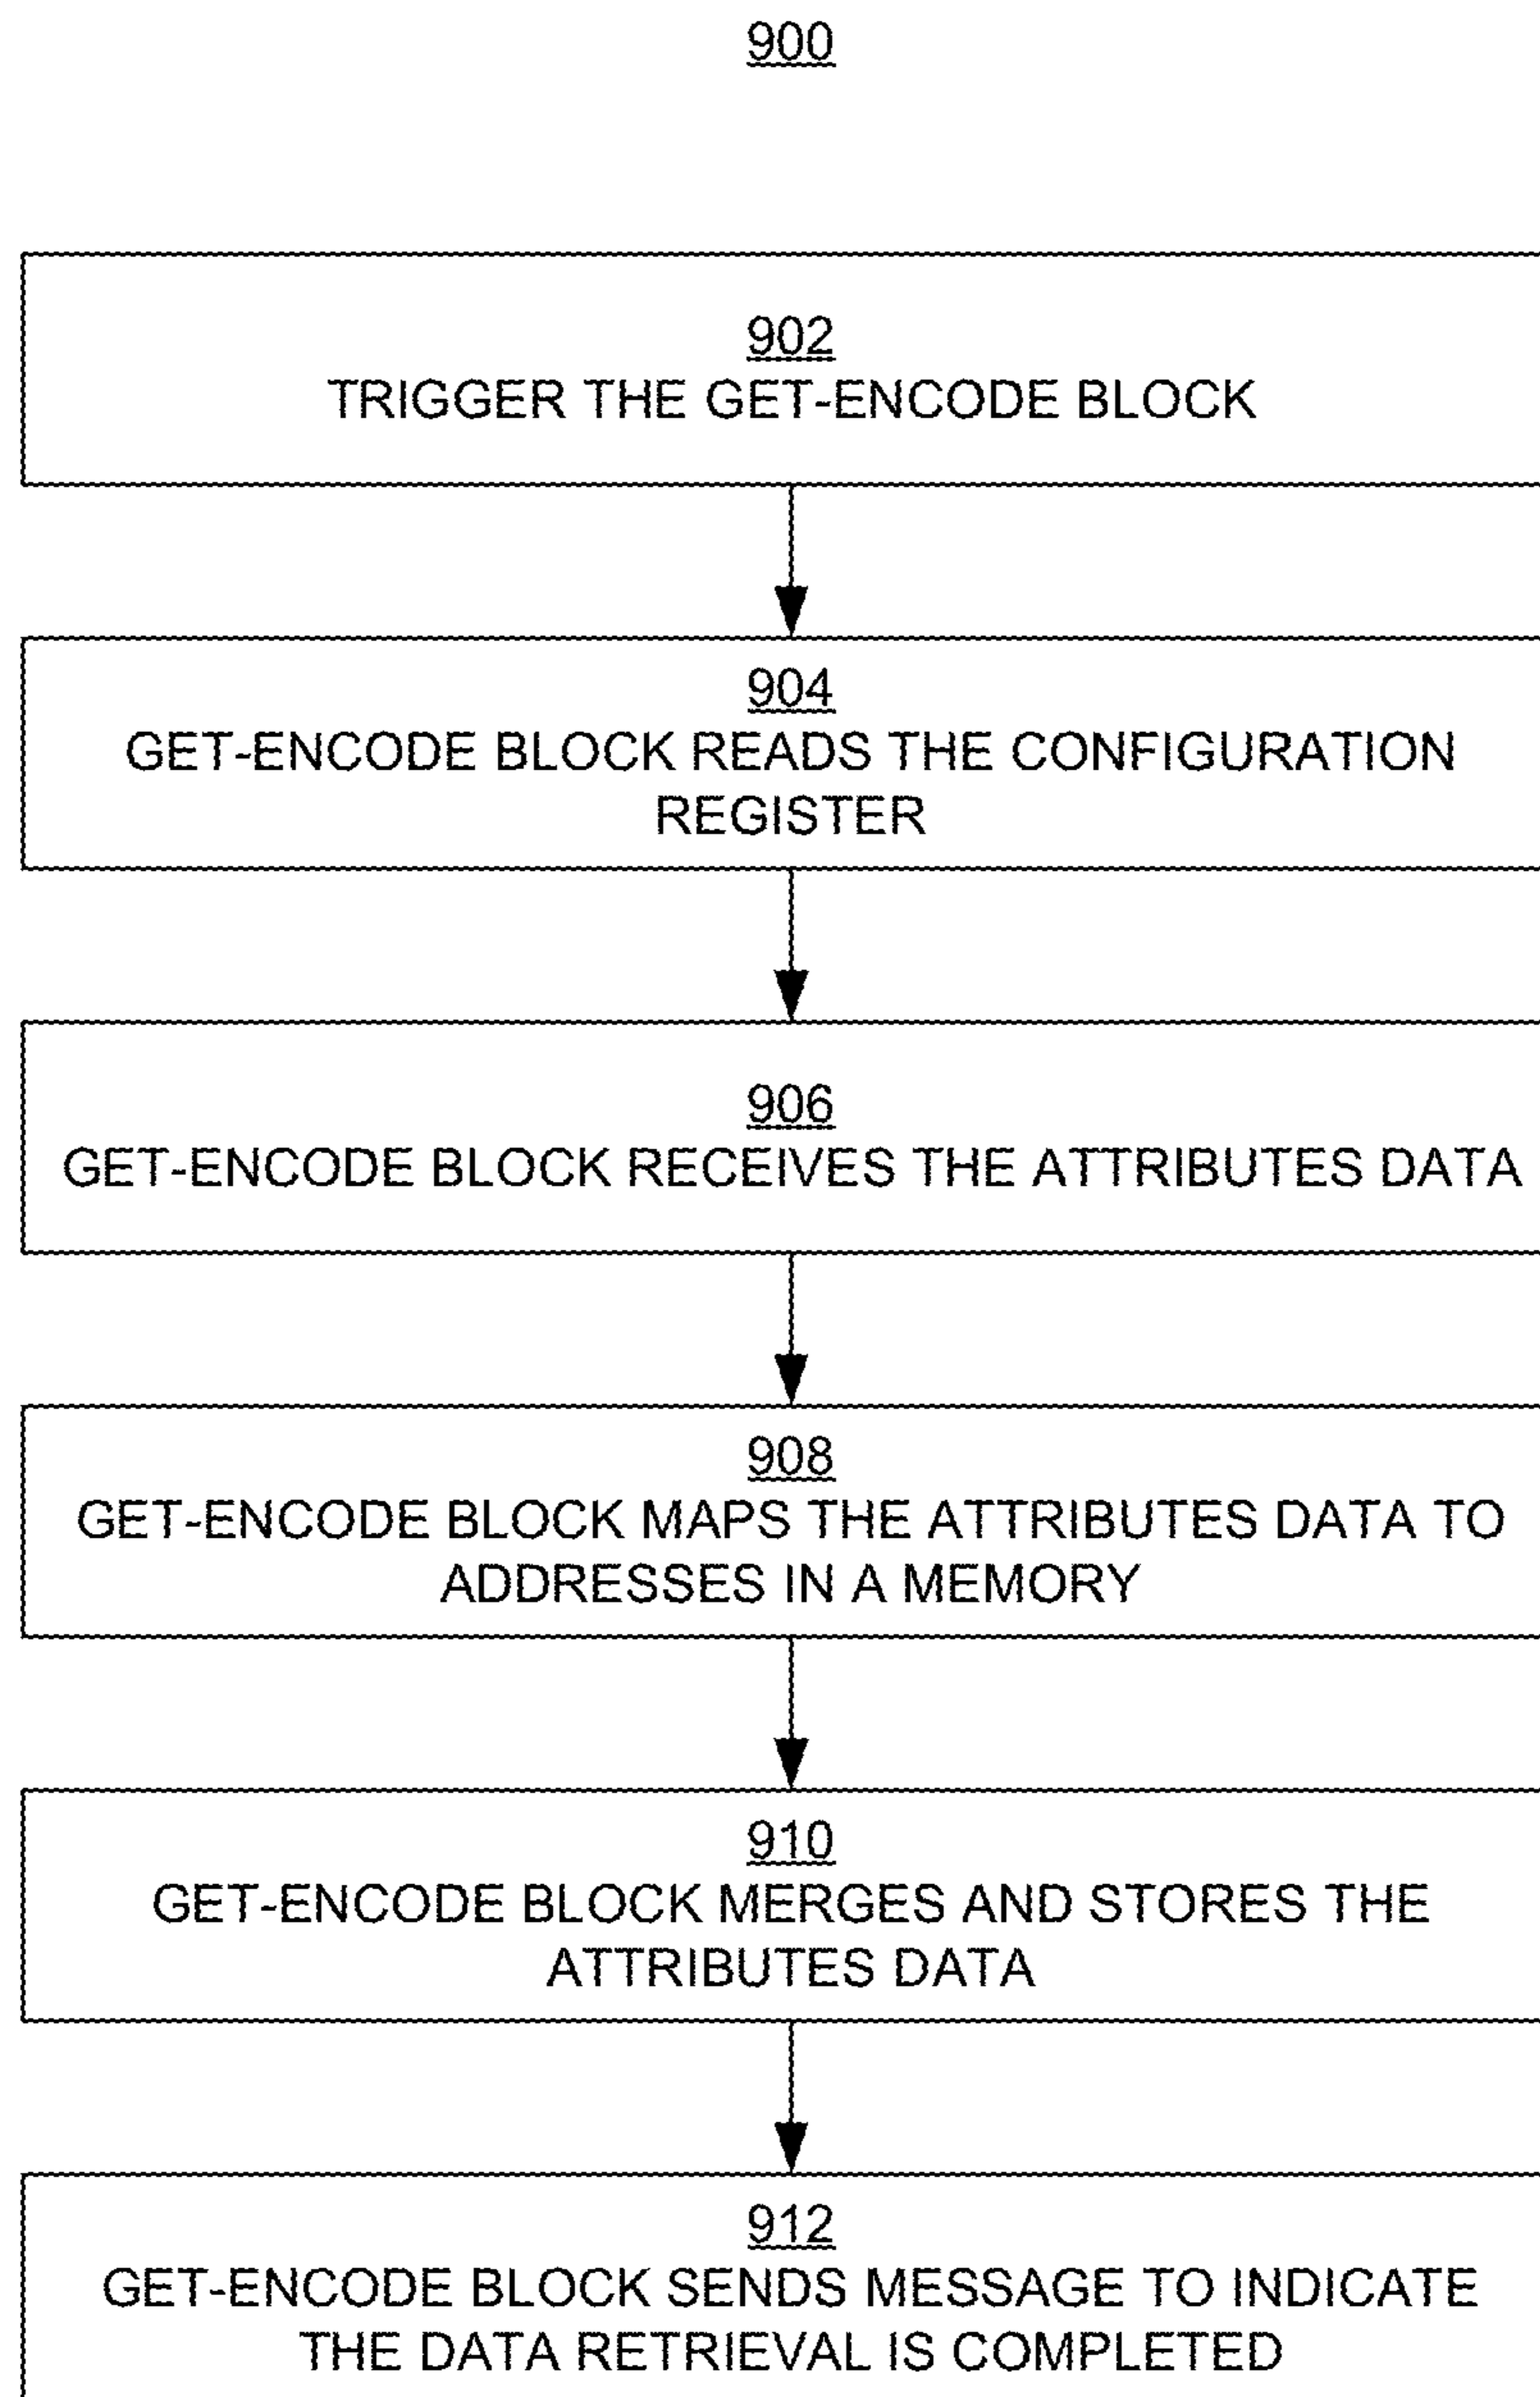 900
902
TRIGGER THE GET-ENCODE BLOCK
904
GET-ENCODE BLOCK READS THE CONFIGURATION
REGISTER
906
GET-ENCODE BLOCK RECEIVES THE ATTRIBUTES DATA
908
GET-ENCODE BLOCK MAPS THE ATTRIBUTES DATA TO
ADDRESSES IN A MEMORY
910
GET-ENCODE BLOCK MERGES AND STORES THE
ATTRIBUTES DATA
912
GET-ENCODE BLOCK SENDS MESSAGE TO INDICATE
THE DATA RETRIEVAL IS COMPLETED